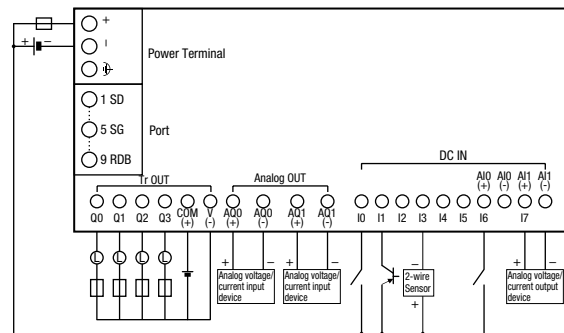 +
−
+ −
Power Terminal
1 SD
5 SG
Port
9 RDB
Tr OUT
Analog OUT
DC IN
AI0 (+)
AI0 (-)
AI1 (+)
AI1 (-)
Q0 Q1 Q2 Q3 COM (+) V (-) AQ0 (+) AQ0 (-) AQ1 (+) AQ1 (-) I0 I1 I2 I3 I4 I5 I6 I7
L L L L
+ − + − − + −
Analog voltage/
current input
device
Analog voltage/
current input
device
2-wire
Sensor
+
Analog voltage/
current output
device